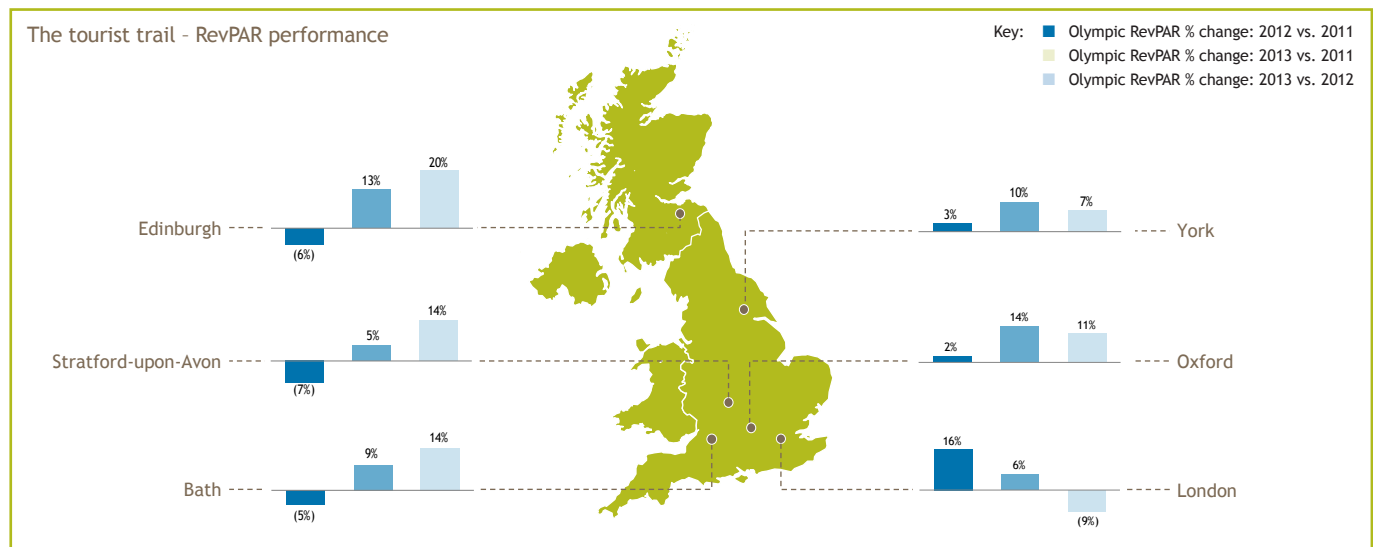 The tourist trail – RevPAR performance
Key:
Olympic RevPAR % change: 2012 vs. 2011
Olympic RevPAR % change: 2013 vs. 2011
Olympic RevPAR % change: 2013 vs. 2012
Edinburgh
(6%)
13%
20%
York
3%
10%
7%
Stratford-upon-Avon
(7%)
5%
14%
Oxford
2%
14%
11%
Bath
(5%)
9%
14%
London
16%
6%
(9%)